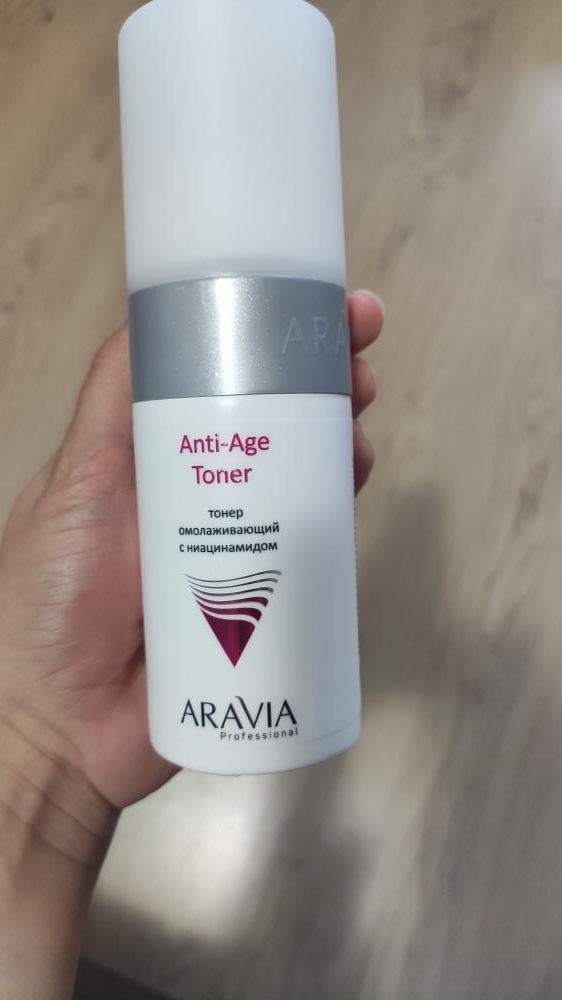 ARA
Anti-Age
Toner
тонер
омолаживающий
с ниацинамидом
ARAVIA
Professional